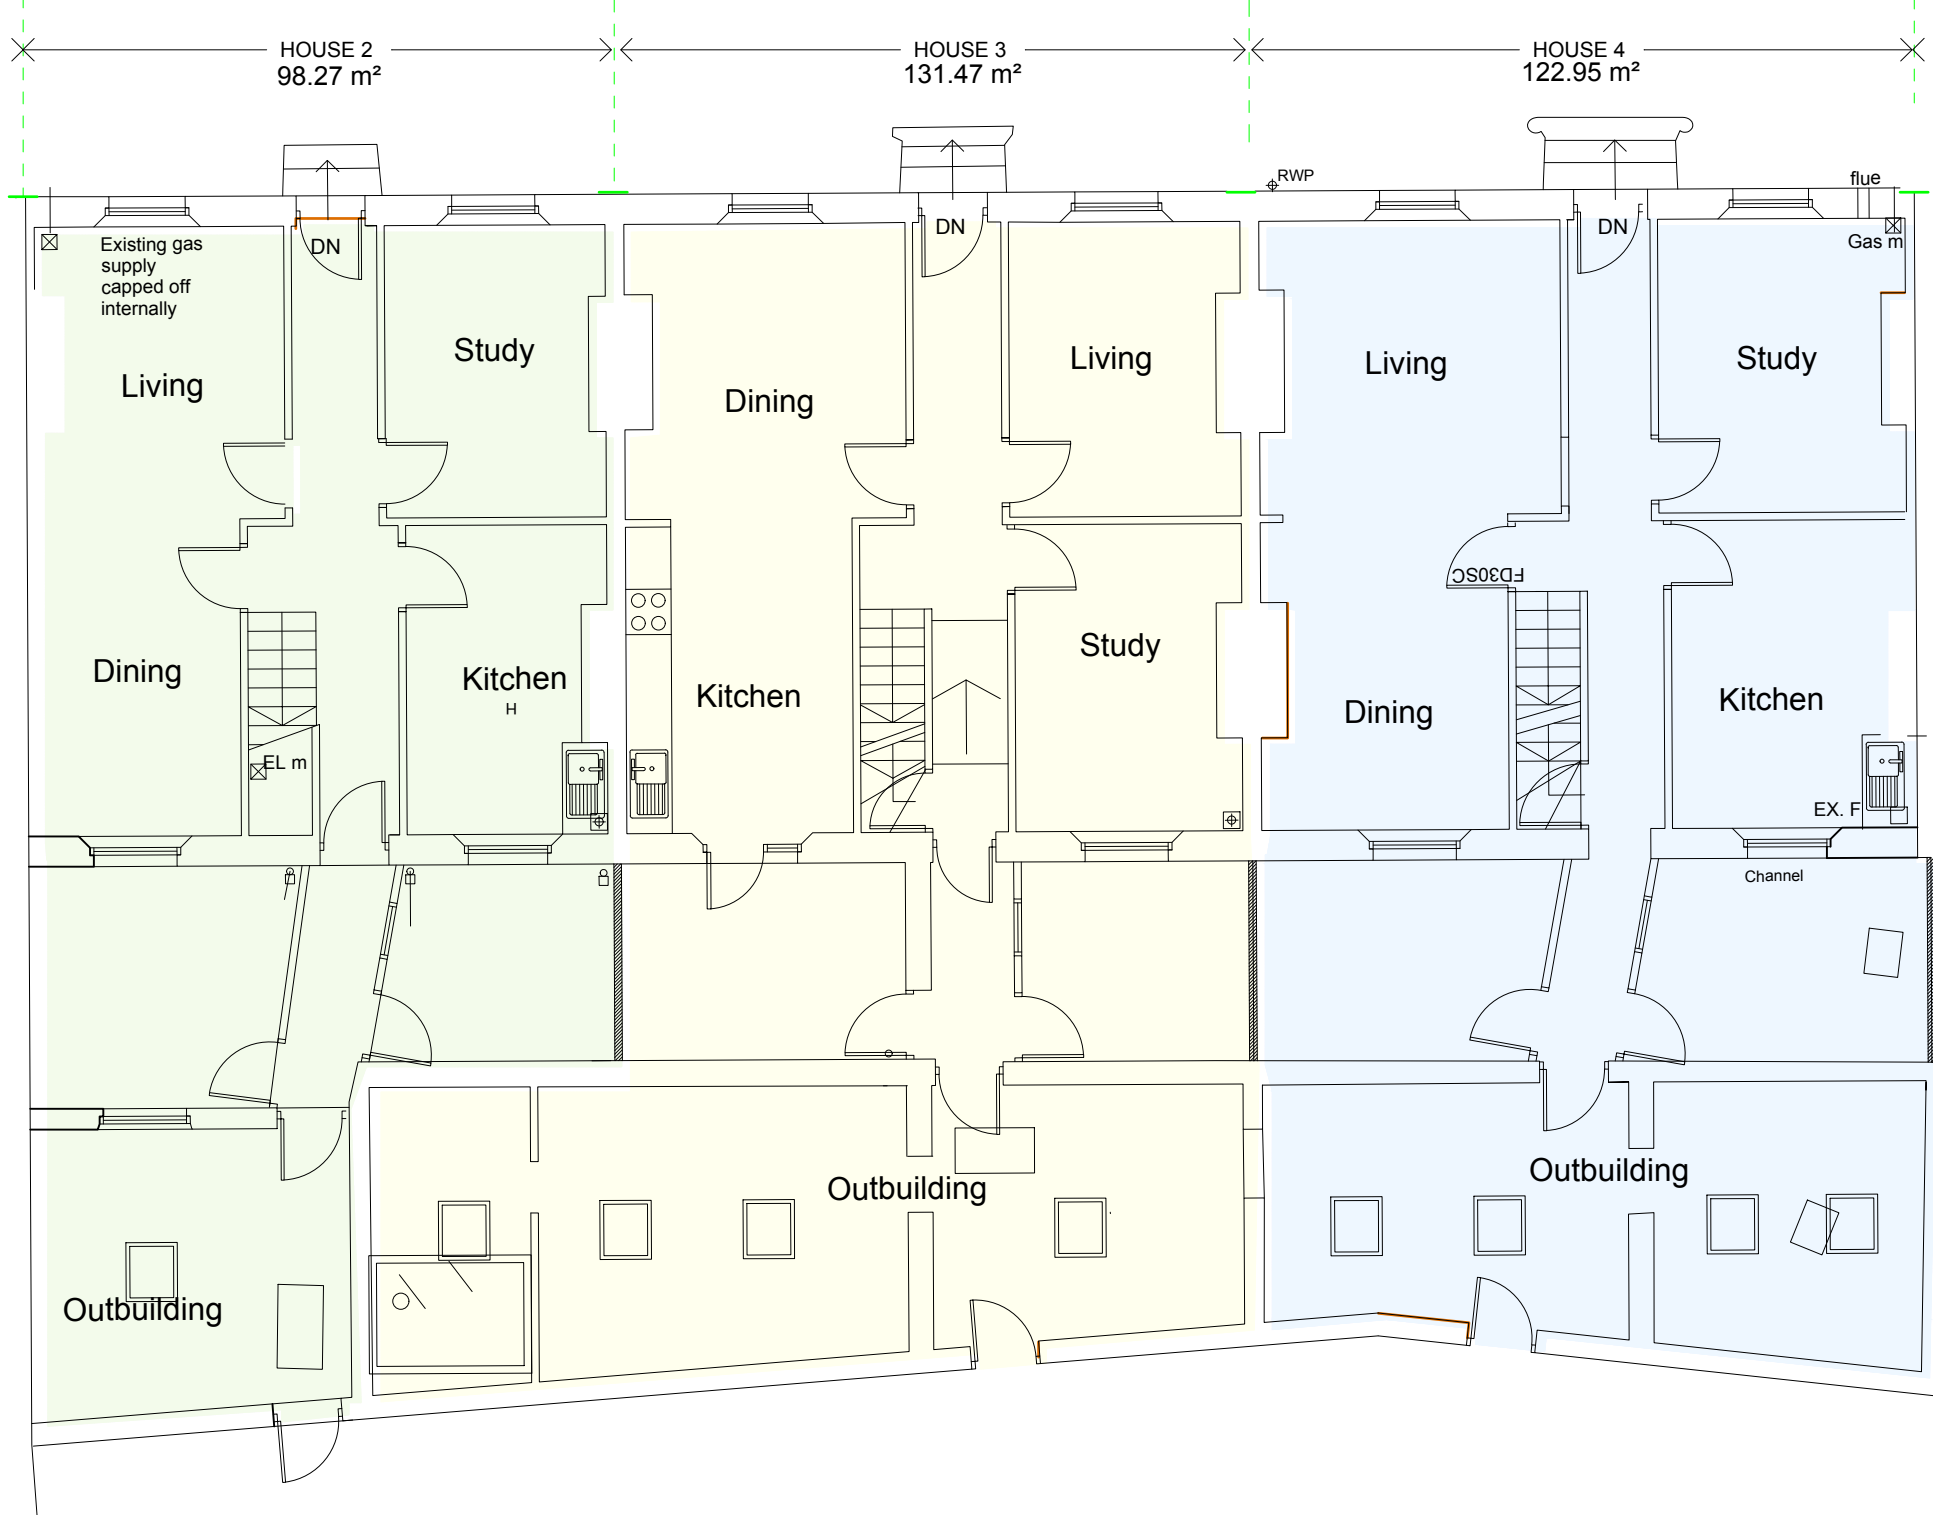 HOUSE 2
98.27 m²
HOUSE 3
131.47 m²
HOUSE 4
122.95 m²
RWP
flue
DN
DN
DN
Gas m
Existing gas
supply
capped off
internally
Study
Living
Living
Study
Living
Dining
FD30SC
Study
Dining
Kitchen
H
Kitchen
Kitchen
Dining
EL m
EX. F
Channel
Outbuilding
Outbuilding
Outbuilding